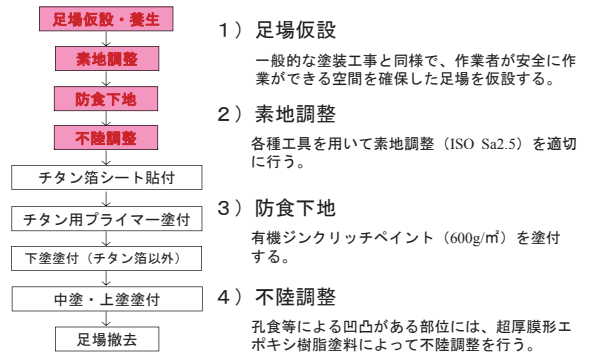 足場仮設・養生
素地調整
防食下地
不陸調整
チタン箔シート貼付
チタン用プライマー塗付
下塗塗付（チタン箔以外）
中塗・上塗塗付
足場撤去
１）足場仮設
一般的な塗装工事と同様で、作業者が安全に作
業ができる空間を確保した足場を仮設する。
２）素地調整
各種工具を用いて素地調整（ISO Sa2.5）を適切
に行う。
３）防食下地
有機ジンクリッチペイント（600g/㎡）を塗付
する。
４）不陸調整
孔食等による凹凸がある部位には、超厚膜形エ
ポキシ樹脂塗料によって不陸調整を行う。